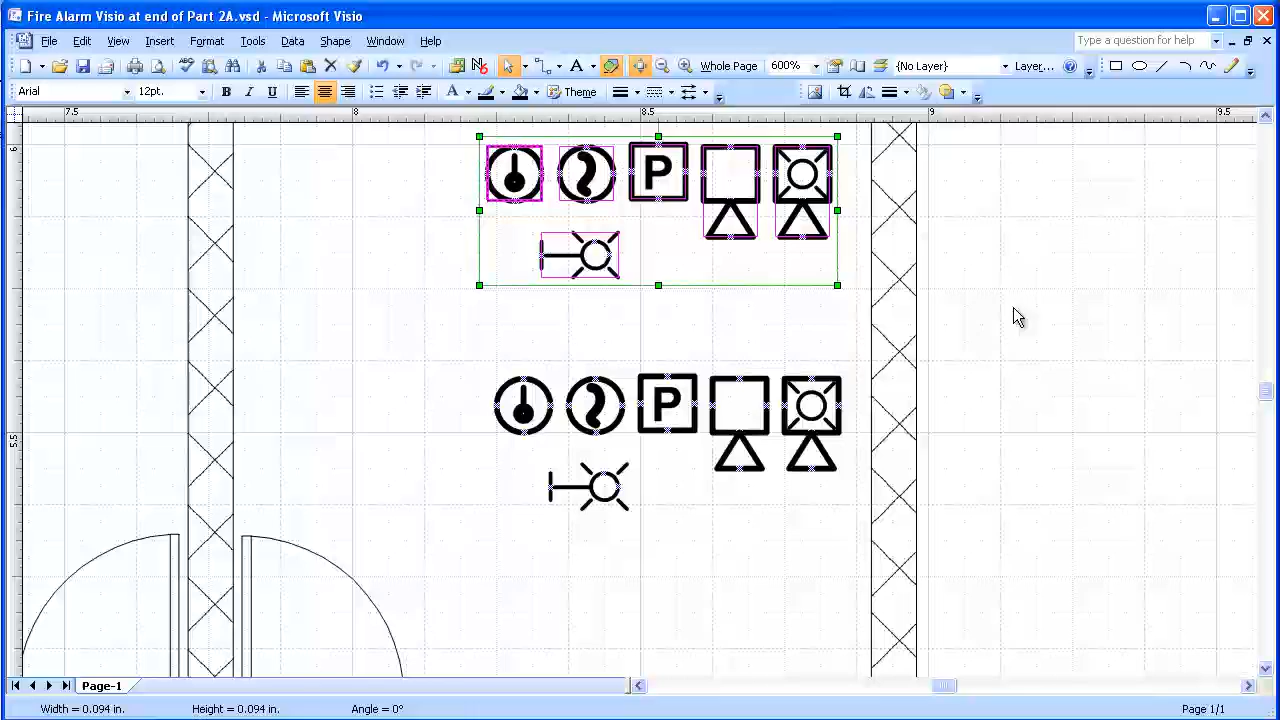 Fire Alarm Visio at end of Part 2A.vsd - Microsoft Visio
File Edit View Insert Format Tools Data Shape Window Help
Type a question for help
Whole Page 600% {No Layer} Layer...
Arial 12pt. B I U Theme
7.5 8 8.5 9 9.5
6
P
5.5
P
Page-1
Width = 0.094 in. Height = 0.094 in. Angle = 0° Page 1/1